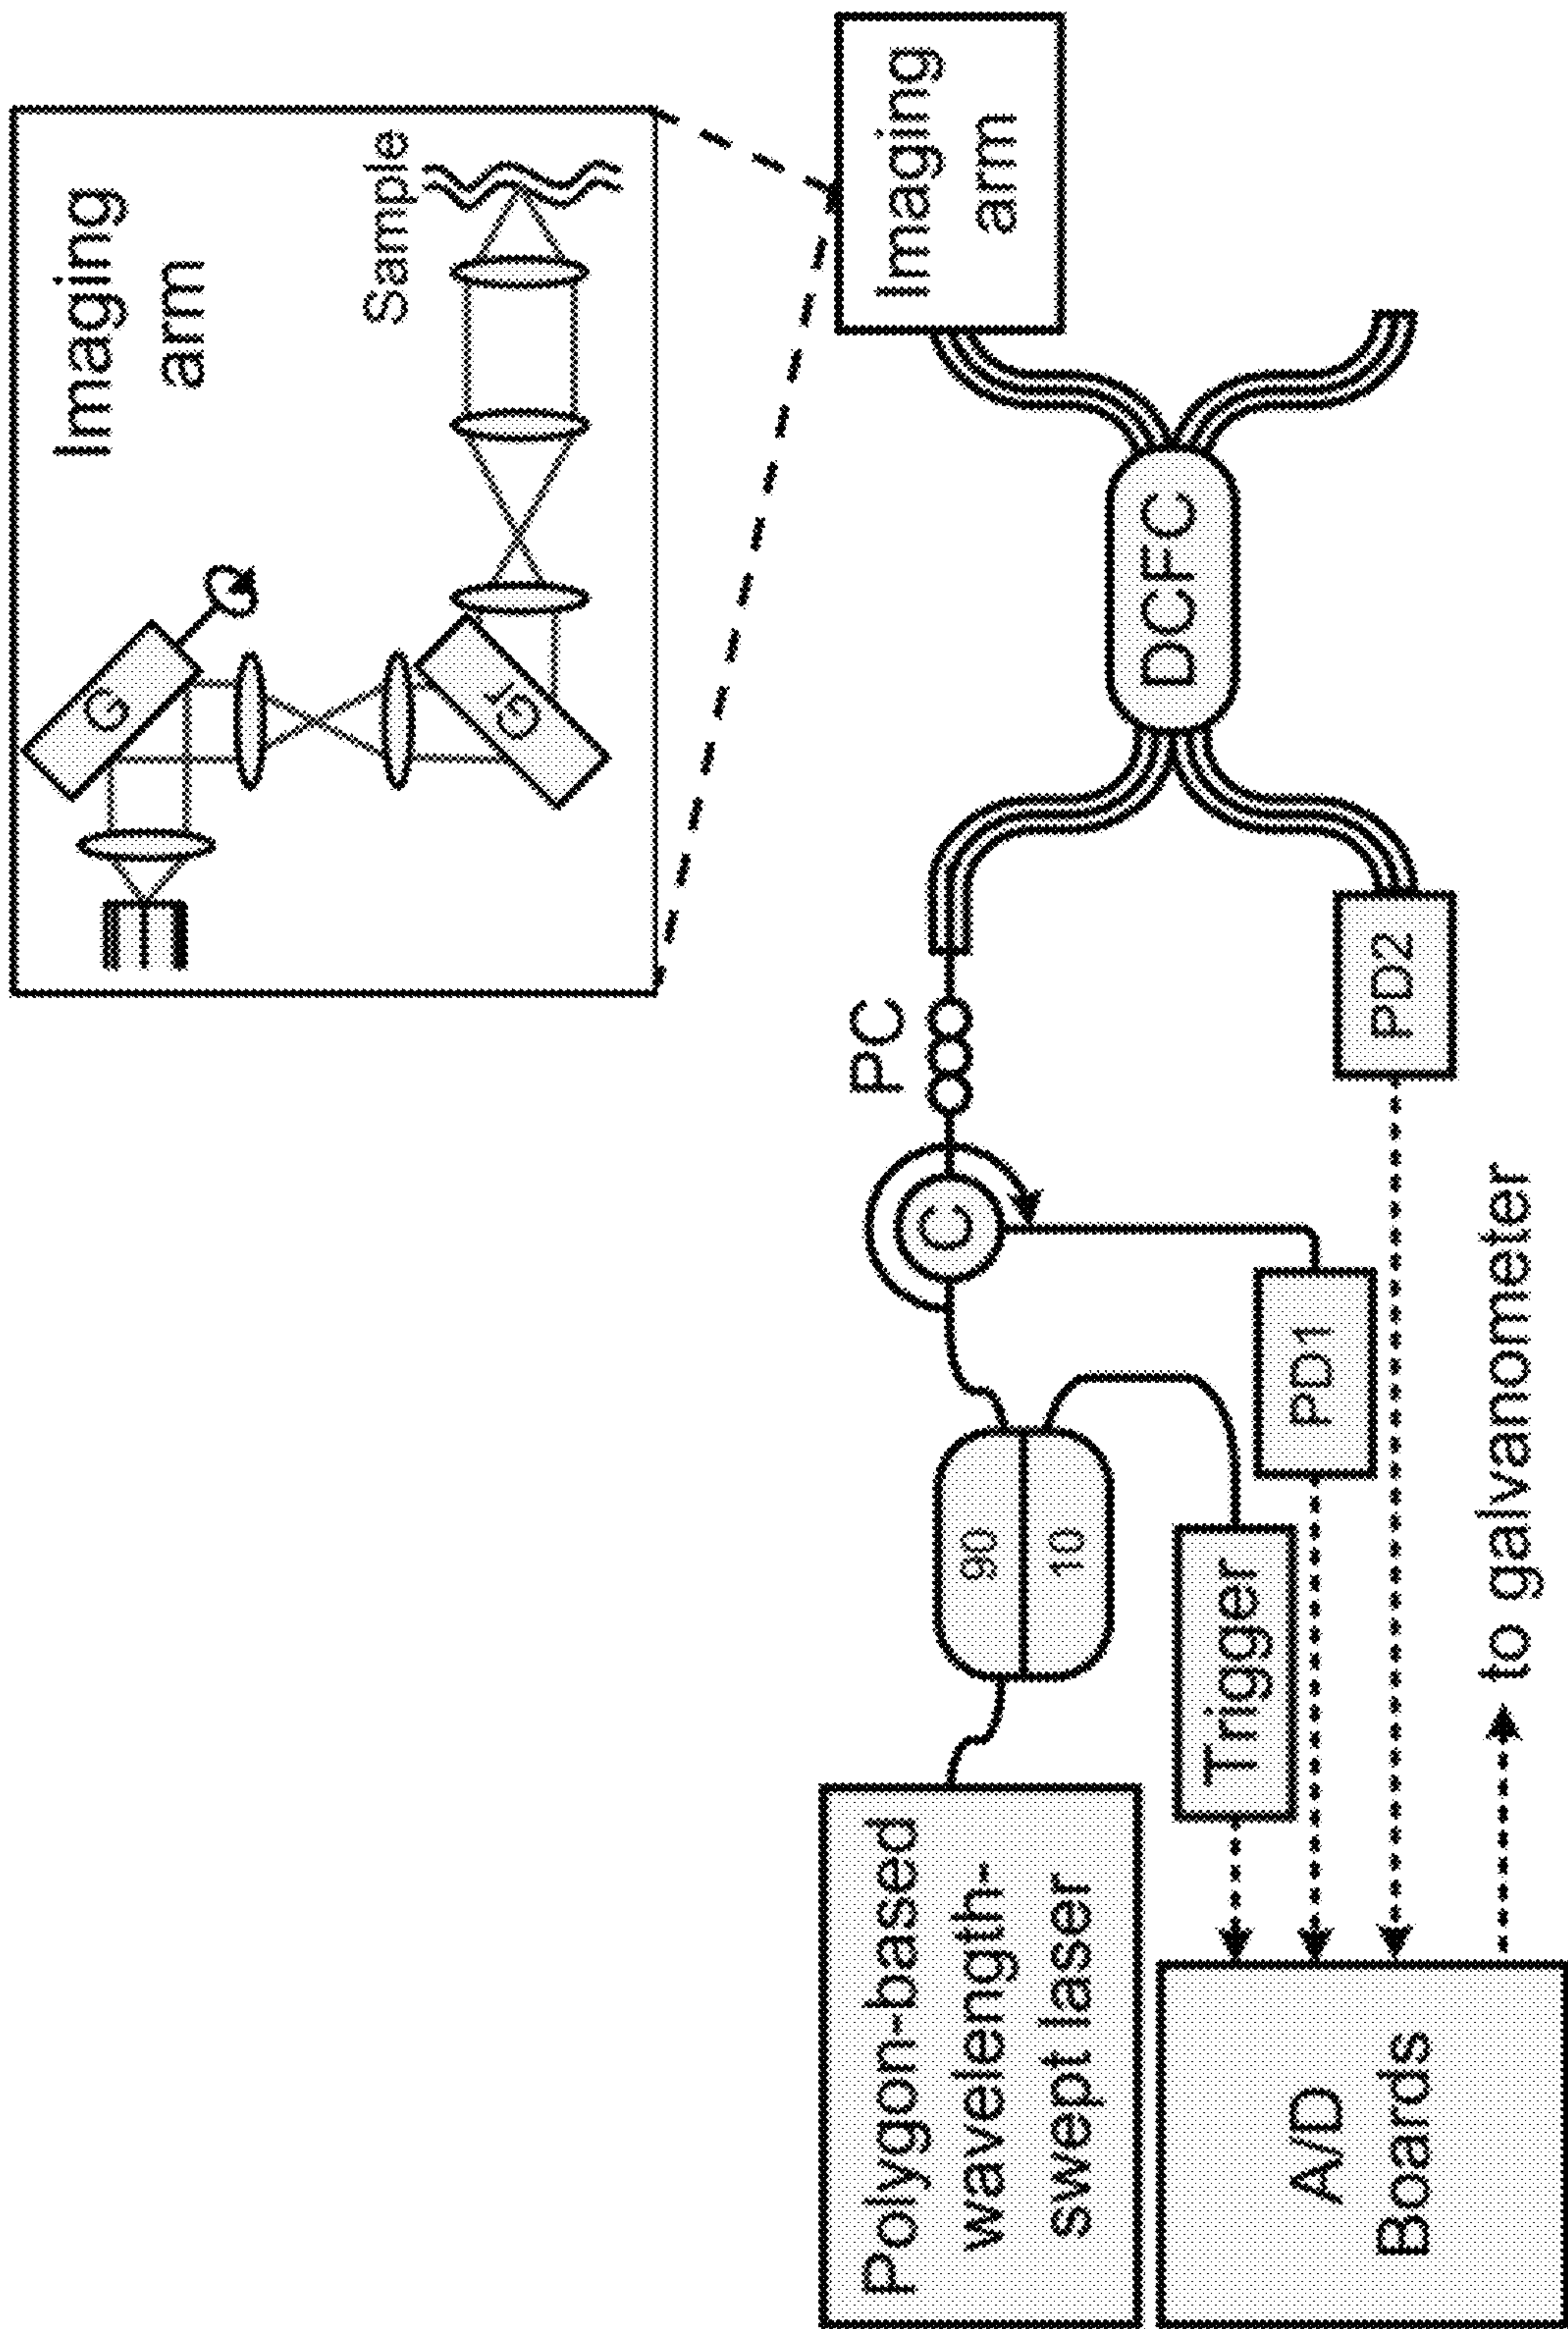 Imaging
arm
Sample
G
Gr
Imaging
arm
DCFC
PC
C
PD2
PD1
90
10
Trigger
Polygon-based
wavelength-
swept laser
A/D
Boards
to galvanometer